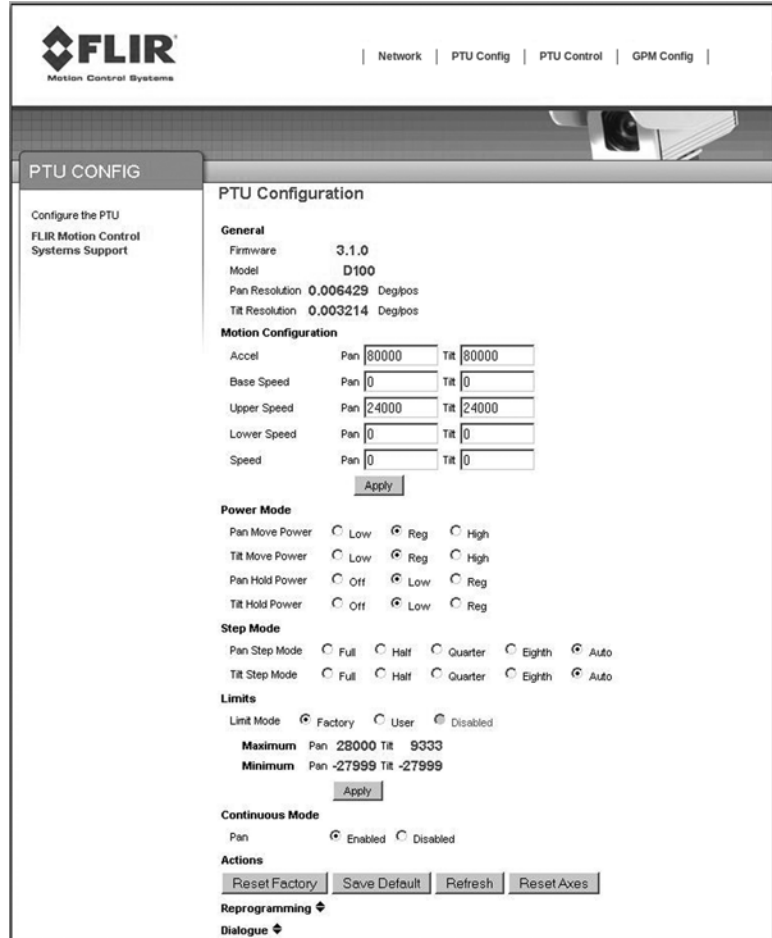 FLIR
Motion Control Systems
| Network | PTU Config | PTU Control | GPM Config |
PTU CONFIG
Configure the PTU
FLIR Motion Control
Systems Support
PTU Configuration
General
Firmware 3.1.0
Model D100
Pan Resolution 0.006429 Deg/pos
Tilt Resolution 0.003214 Deg/pos
Motion Configuration
Accel Pan 80000 Tilt 80000
Base Speed Pan 0 Tilt 0
Upper Speed Pan 24000 Tilt 24000
Lower Speed Pan 0 Tilt 0
Speed Pan 0 Tilt 0
Apply
Power Mode
Pan Move Power Low Reg High
Tilt Move Power Low Reg High
Pan Hold Power Off Low Reg
Tilt Hold Power Off Low Reg
Step Mode
Pan Step Mode Full Half Quarter Eighth Auto
Tilt Step Mode Full Half Quarter Eighth Auto
Limits
Limit Mode Factory User Disabled
Maximum Pan 28000 Tilt 9333
Minimum Pan -27999 Tilt -27999
Apply
Continuous Mode
Pan Enabled Disabled
Actions
Reset Factory Save Default Refresh Reset Axes
Reprogramming
Dialogue